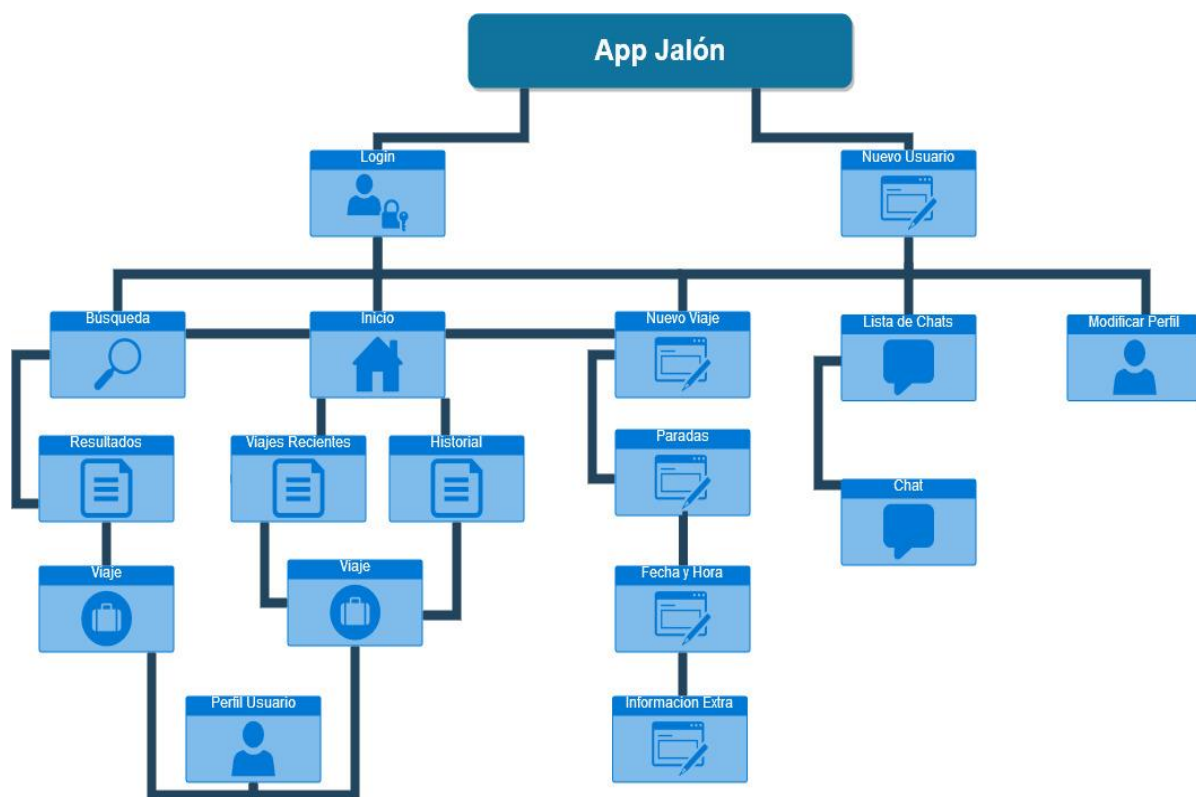 App Jalón
Login
Nuevo Usuario
Búsqueda
Inicio
Nuevo Viaje
Lista de Chats
Modificar Perfil
Resultados
Viajes Recientes
Historial
Paradas
Chat
Viaje
Viaje
Fecha y Hora
Perfil Usuario
Informacion Extra